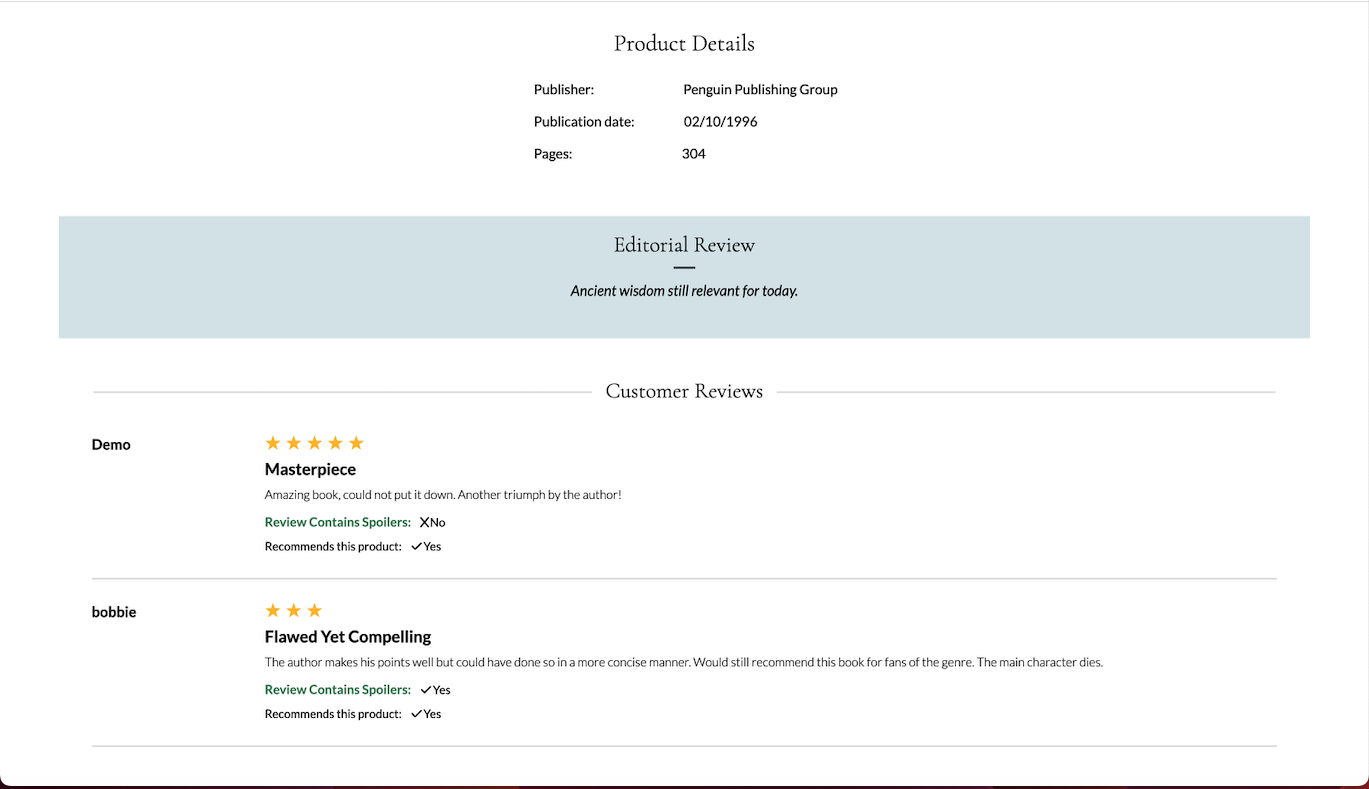 Product Details
Publisher: Penguin Publishing Group
Publication date: 02/10/1996
Pages: 304
Editorial Review
Ancient wisdom still relevant for today.
Customer Reviews
Demo
Masterpiece
Amazing book, could not put it down. Another triumph by the author!
Review Contains Spoilers: No
Recommends this product: Yes
bobbie
Flawed Yet Compelling
The author makes his points well but could have done so in a more concise manner. Would still recommend this book for fans of the genre. The main character dies.
Review Contains Spoilers: Yes
Recommends this product: Yes